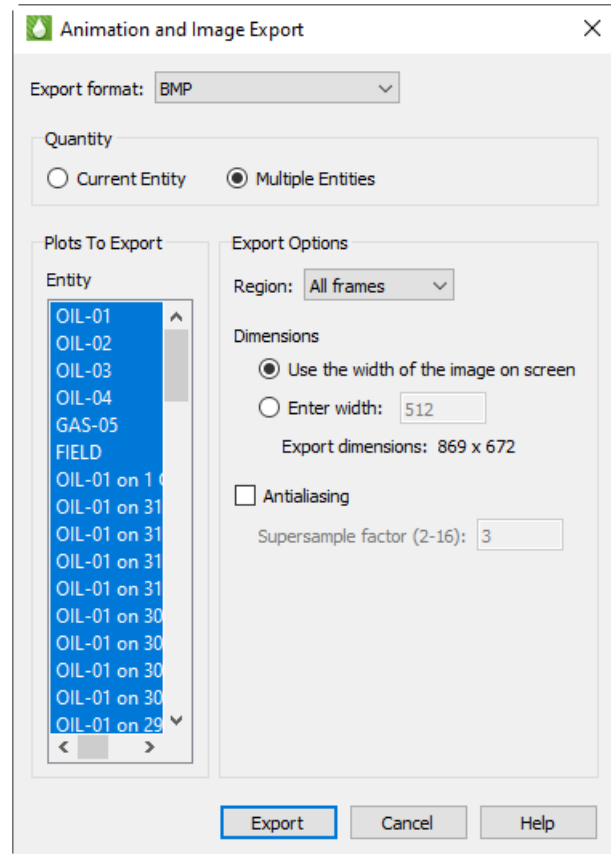 Animation and Image Export
Export format: BMP
Quantity
Current Entity
Multiple Entities
Plots To Export
Entity
OIL-01
OIL-02
OIL-03
OIL-04
GAS-05
FIELD
OIL-01 on 1
OIL-01 on 31
OIL-01 on 31
OIL-01 on 31
OIL-01 on 31
OIL-01 on 30
OIL-01 on 30
OIL-01 on 30
OIL-01 on 30
OIL-01 on 29
Export Options
Region: All frames
Dimensions
Use the width of the image on screen
Enter width: 512
Export dimensions: 869 x 672
Antialiasing
Supersample factor (2-16): 3
Export Cancel Help